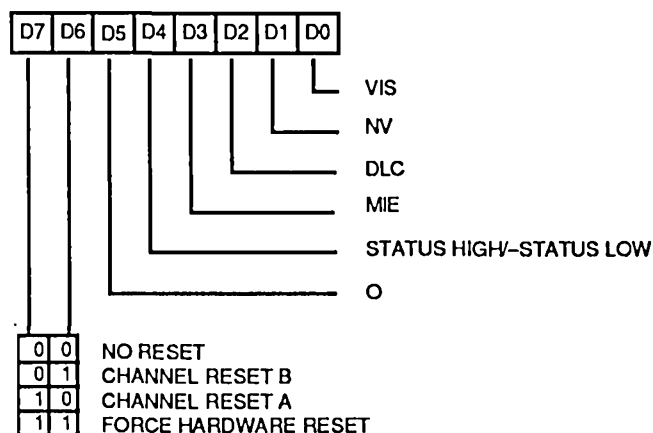 D7 D6 D5 D4 D3 D2 D1 D0
VIS
NV
DLC
MIE
STATUS HIGH/–STATUS LOW
O
0 0 NO RESET
0 1 CHANNEL RESET B
1 0 CHANNEL RESET A
1 1 FORCE HARDWARE RESET